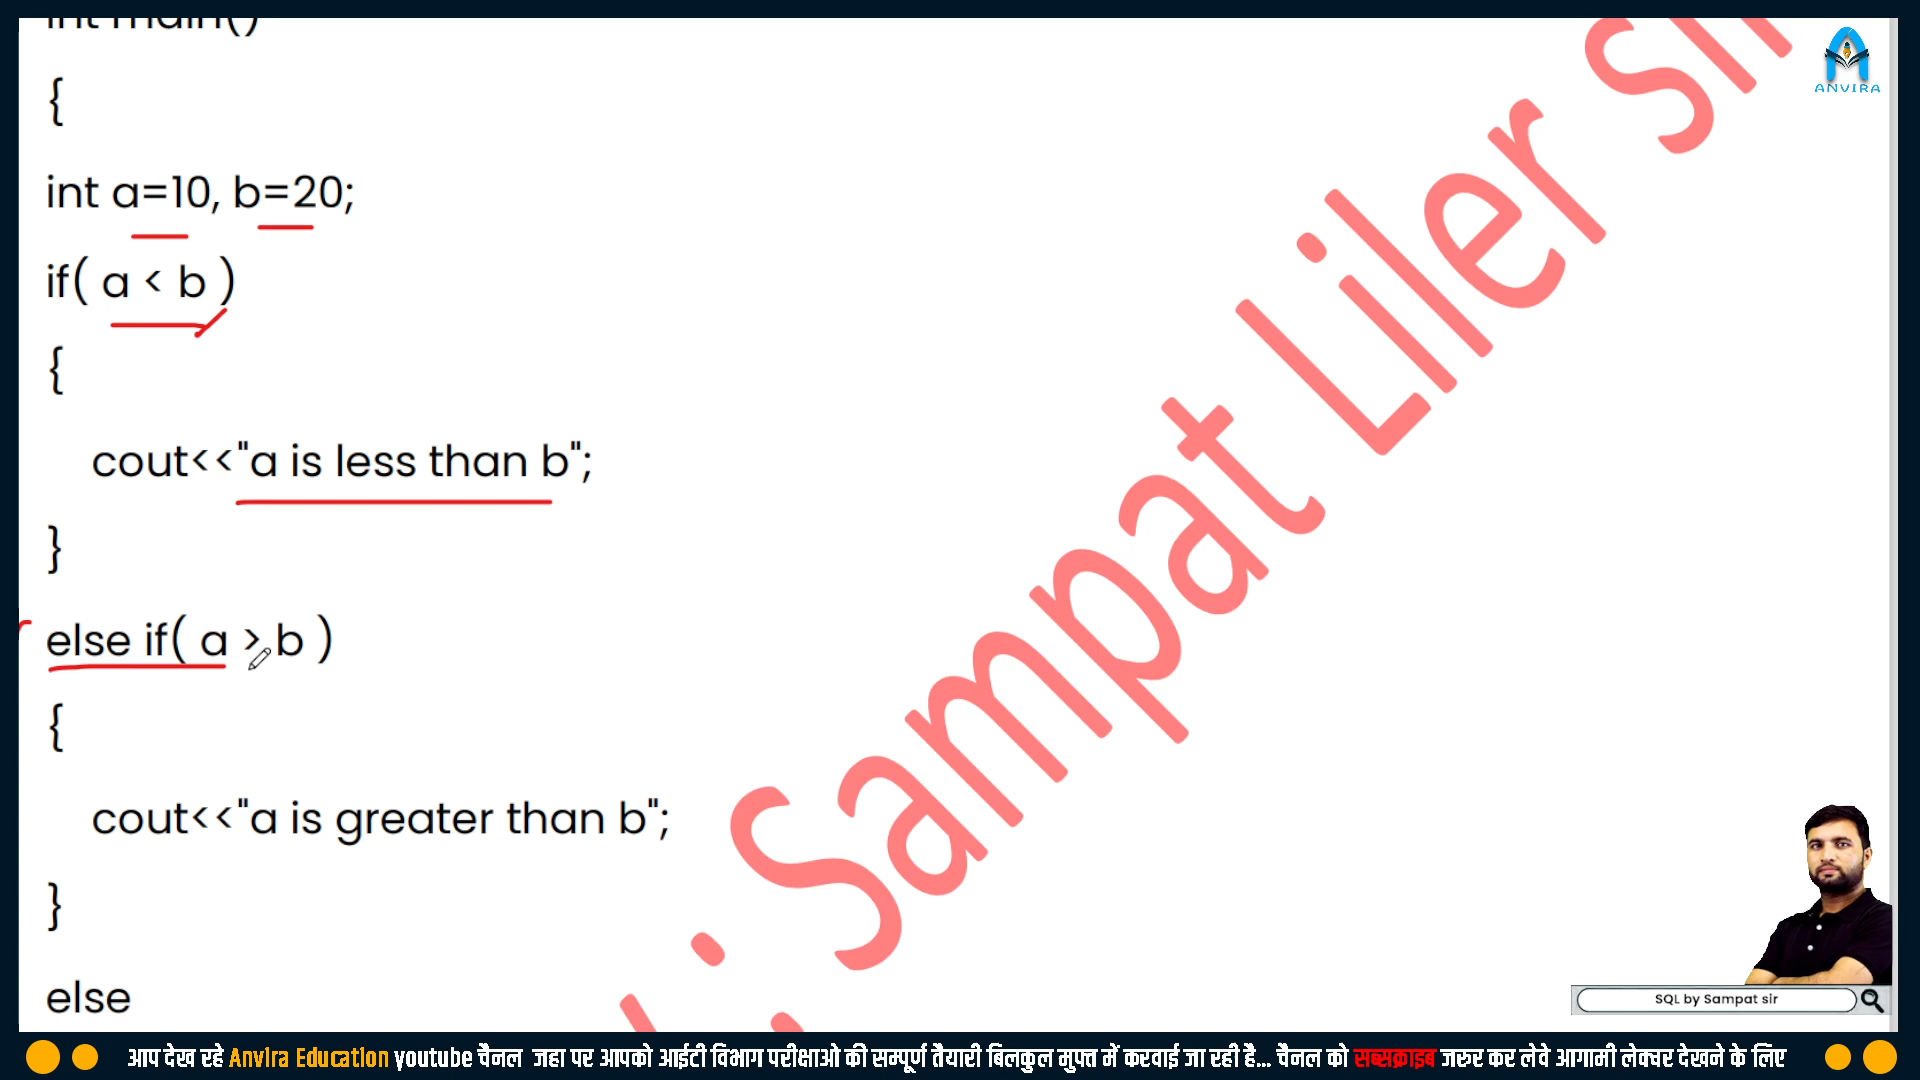 int main()
{
int a=10, b=20;
if( a < b )
{
cout<<"a is less than b";
}
else if( a > b )
{
cout<<"a is greater than b";
}
else
: Sampat Liler sir
ANVIRA
SQL by Sampat sir
आप देख रहे Anvira Education youtube चैनल जहा पर आपको आईटी विभाग परीक्षाओ की सम्पूर्ण तैयारी बिलकुल मुफ्त में करवाई जा रही है... चैनल को सब्सक्राइब जरुर कर लेवे आगामी लेक्चर देखने के लिए